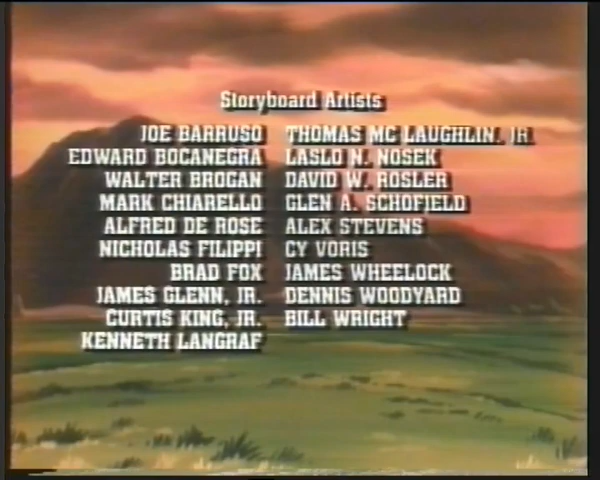 Storyboard Artists
JOE BARRUSO THOMAS MC LAUGHLIN, JR.
EDWARD BOCANEGRA LASLO N. NOSEK
WALTER BROGAN DAVID W. ROSLER
MARK CHIARELLO GLEN A. SCHOFIELD
ALFRED DE ROSE ALEX STEVENS
NICHOLAS FILIPPI CY VORIS
BRAD FOX JAMES WHEELOCK
JAMES GLENN, JR. DENNIS WOODYARD
CURTIS KING, JR. BILL WRIGHT
KENNETH LANGRAF